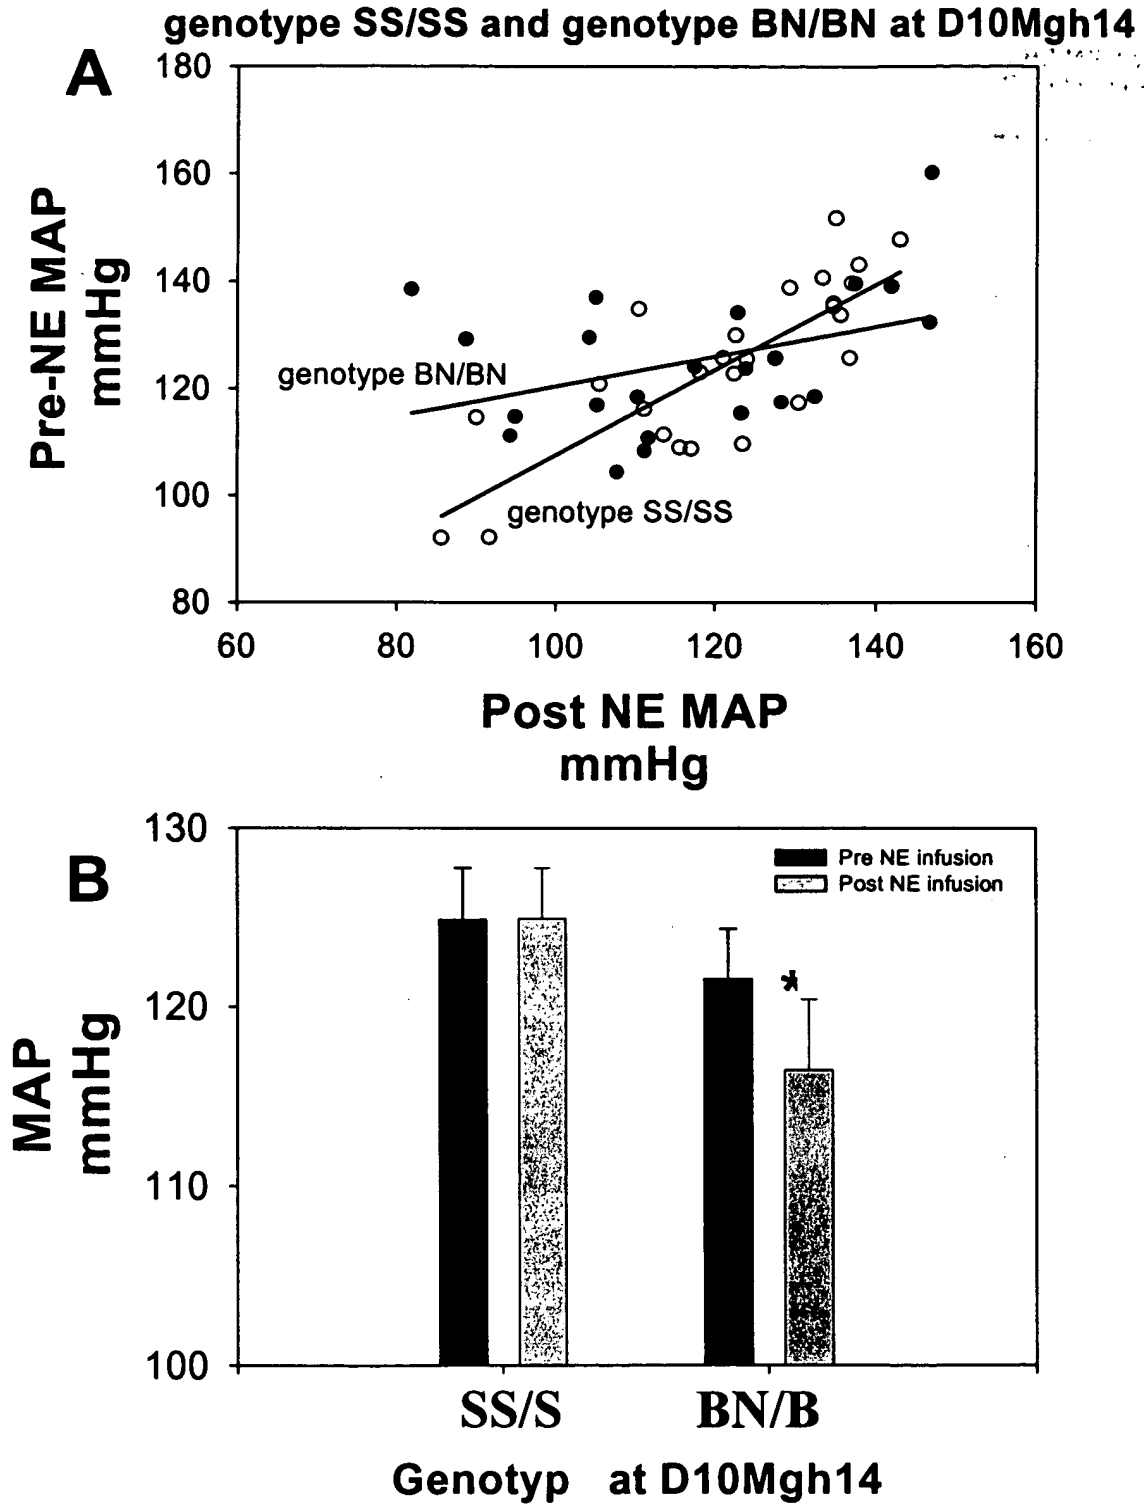 genotype SS/SS and genotype BN/BN at D10Mgh14
A
180
160
140
120
100
80
Pre-NE MAP
mmHg
genotype BN/BN
genotype SS/SS
60 80 100 120 140 160
Post NE MAP
mmHg
B
130
120
110
100
MAP
mmHg
Pre NE infusion
Post NE infusion
*
SS/S BN/B
Genotyp at D10Mgh14